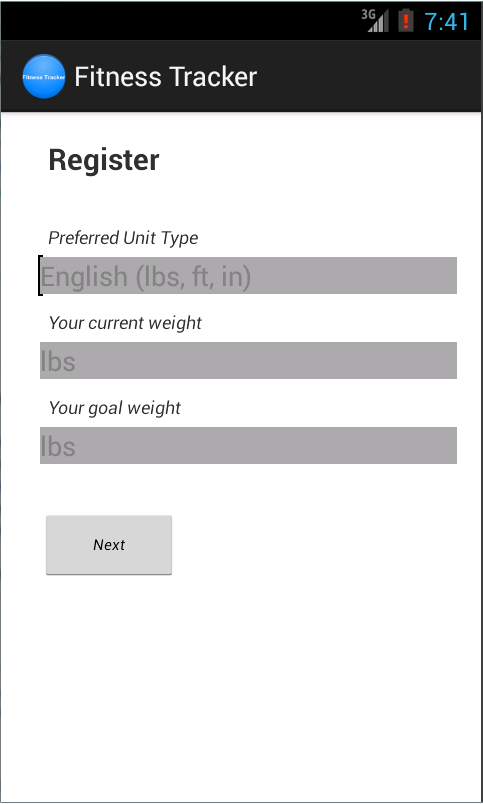 3G
7:41
Fitness Tracker
Fitness Tracker
Register
Preferred Unit Type
English (lbs, ft, in)
Your current weight
lbs
Your goal weight
lbs
Next